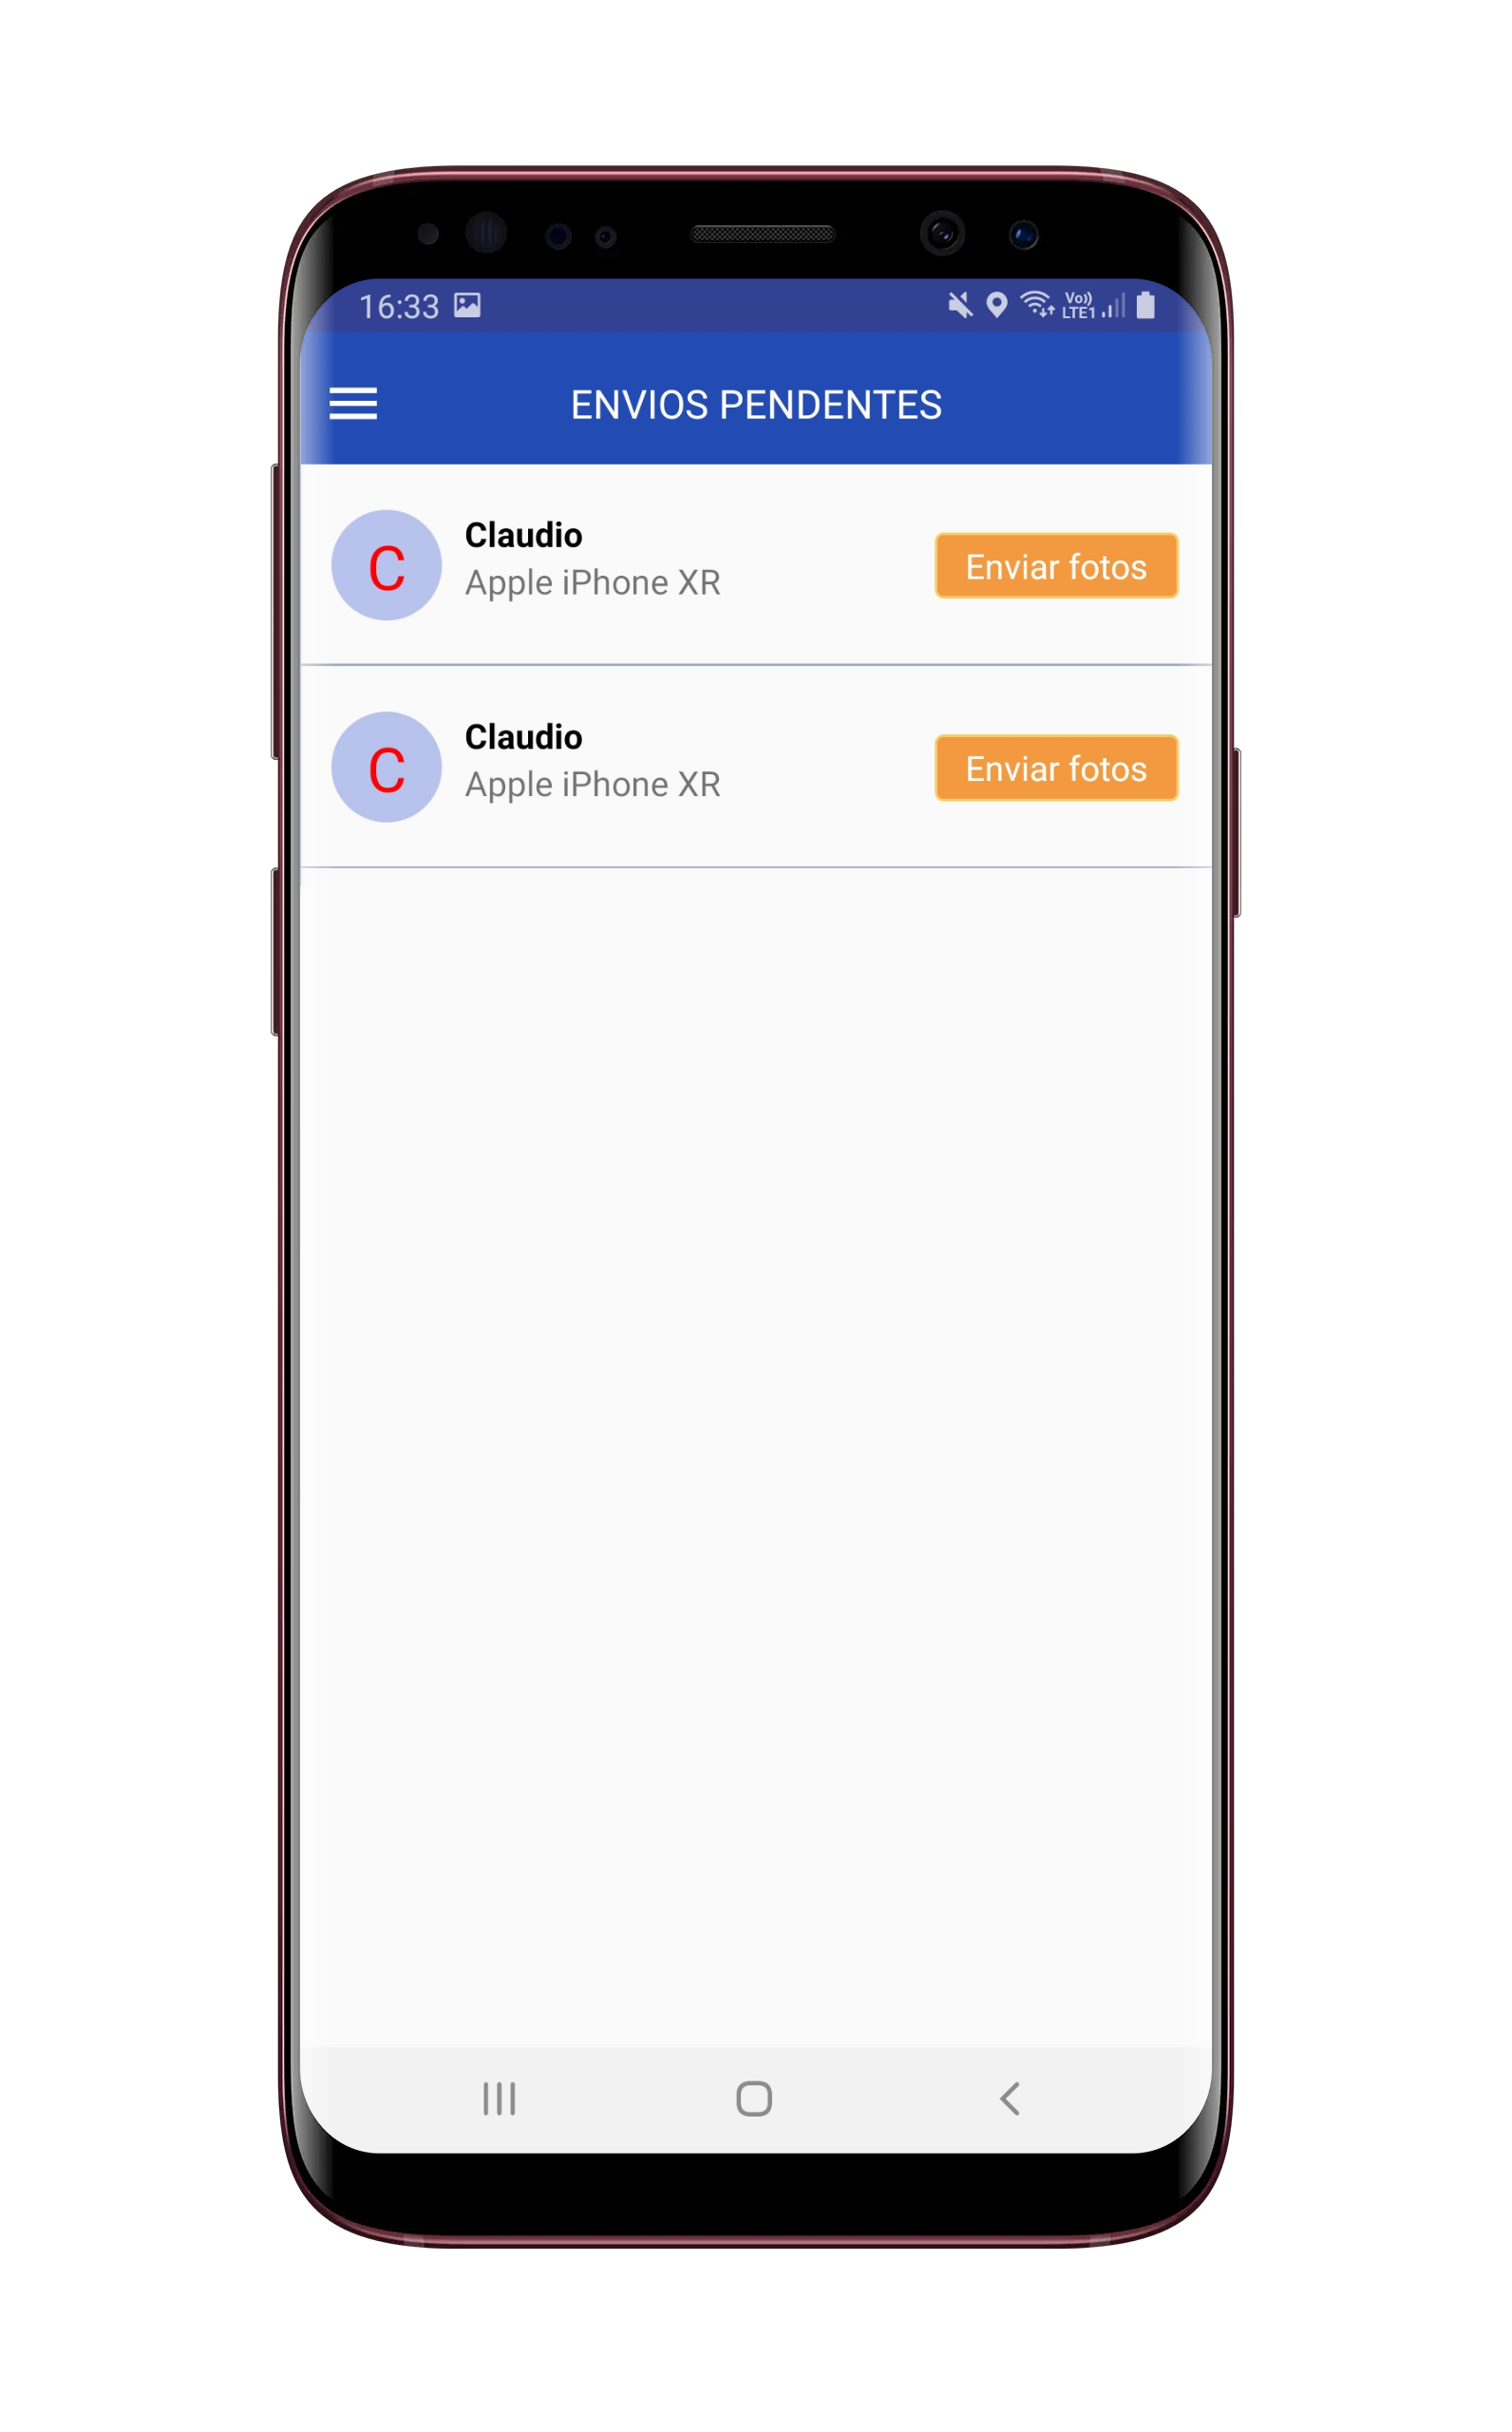 16:33 Vo)) LTE1
ENVIOS PENDENTES
C
Claudio
Apple iPhone XR
Enviar fotos
C
Claudio
Apple iPhone XR
Enviar fotos